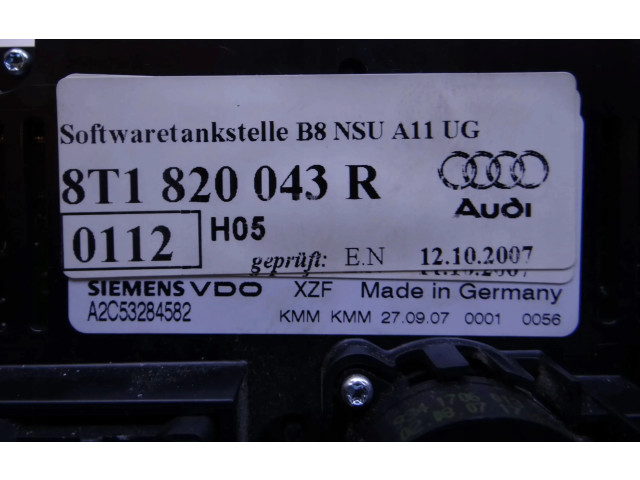 Softwaretankstelle B8 NSU A11 UG
8T1 820 043 R
Audi
0112 H05
geprüft: E.N 12.10.2007
SIEMENS VDO XZF Made in Germany
A2C53284582
KMM KMM 27.09.07 0001 0056